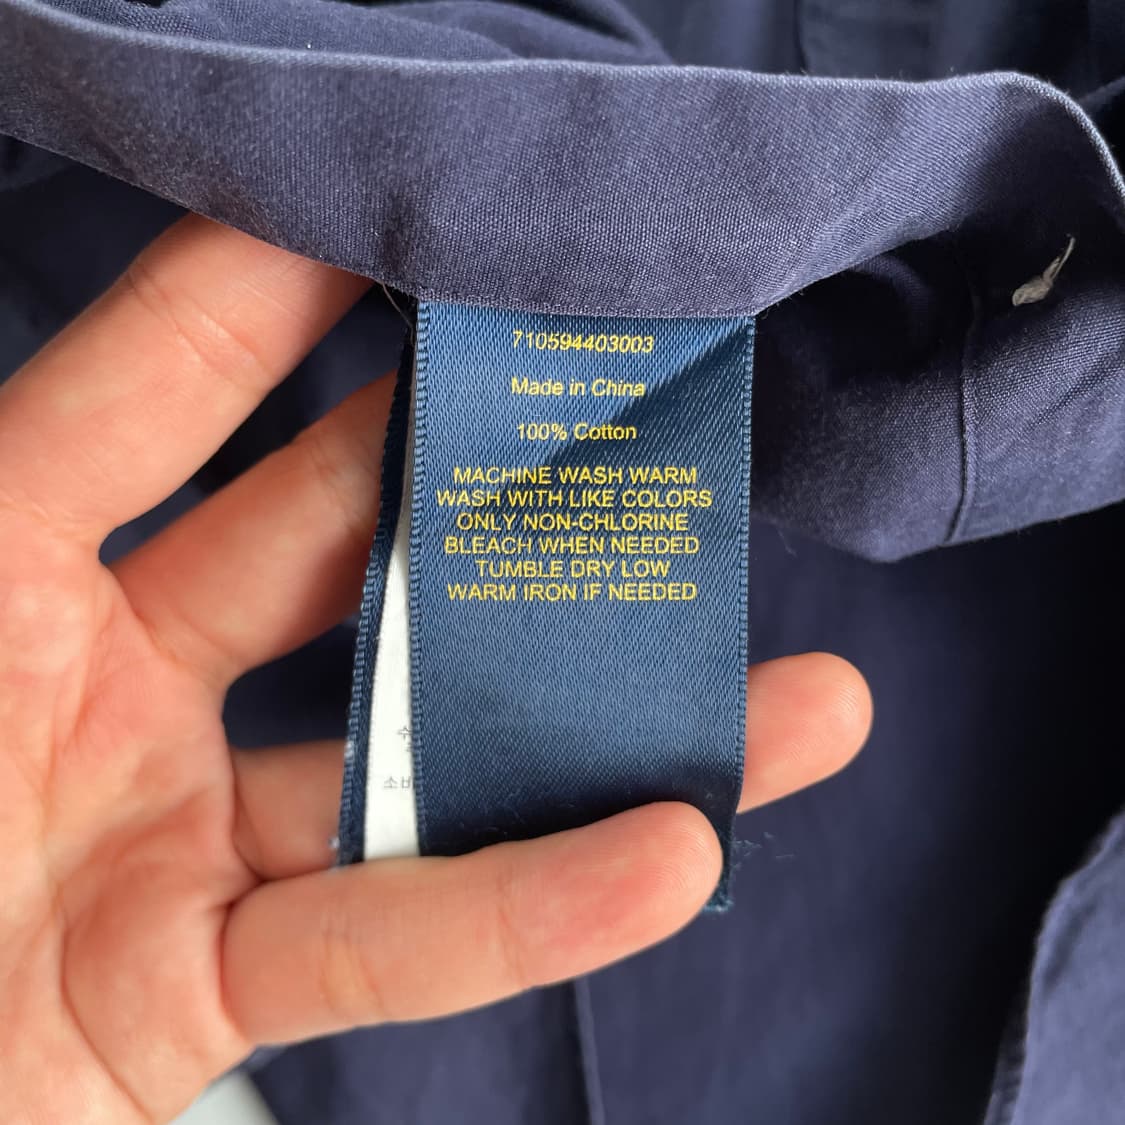 710594403003
Made in China
100% Cotton
MACHINE WASH WARM
WASH WITH LIKE COLORS
ONLY NON-CHLORINE
BLEACH WHEN NEEDED
TUMBLE DRY LOW
WARM IRON IF NEEDED